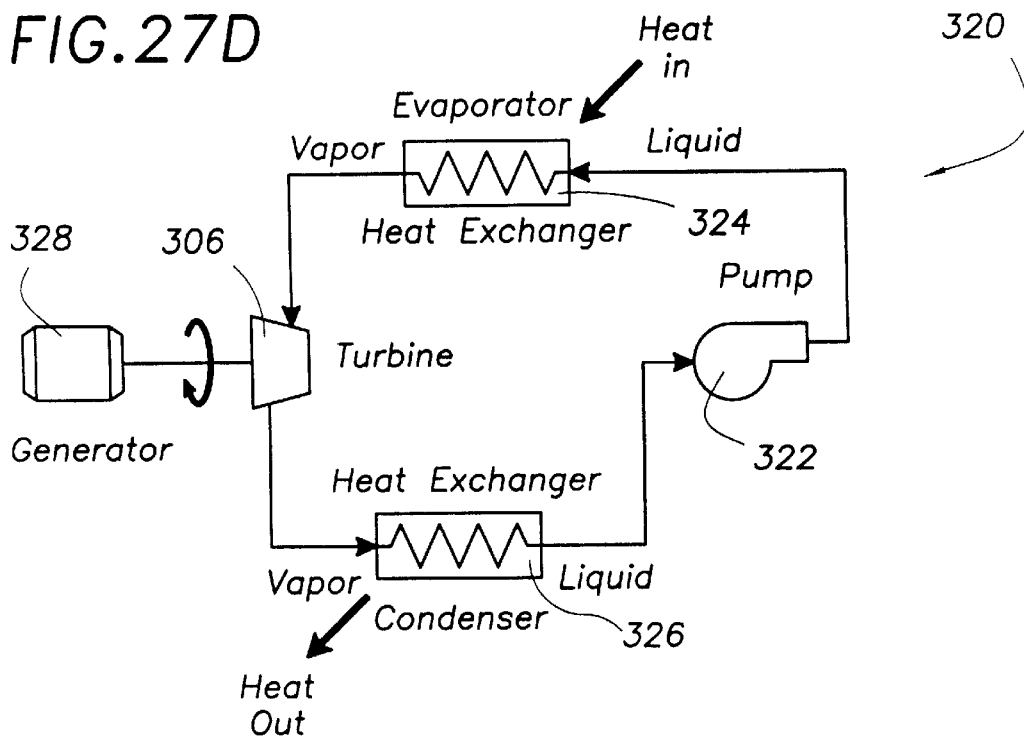 FIG.27D
Heat
in
320
Evaporator
Vapor
Liquid
Heat Exchanger
324
328
306
Pump
Turbine
Generator
322
Heat Exchanger
Vapor
Liquid
Condenser
326
Heat
Out